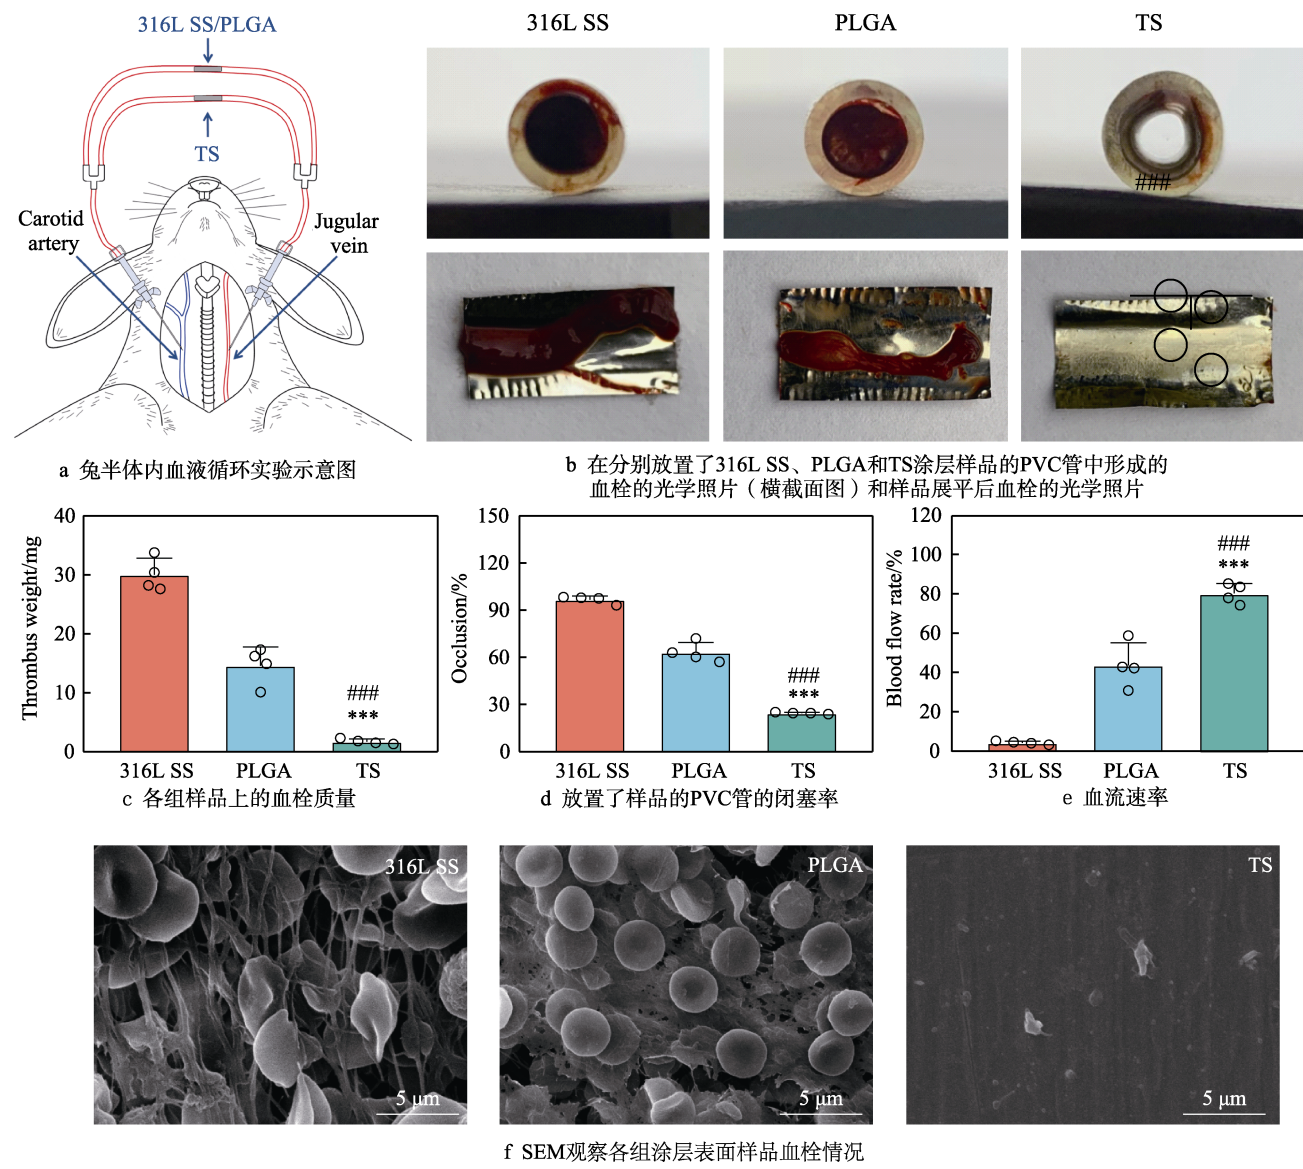 316L SS/PLGA
TS
Carotid
artery
Jugular
vein
a 兔半体内血液循环实验示意图
316L SS
PLGA
TS
###
b 在分别放置了316L SS、PLGA和TS涂层样品的PVC管中形成的
血栓的光学照片（横截面图）和样品展平后血栓的光学照片
Thrombus weight/mg
40
30
20
10
0
###
***
316L SS
PLGA
TS
c 各组样品上的血栓质量
Occlusion/%
150
120
90
60
30
0
###
***
316L SS
PLGA
TS
d 放置了样品的PVC管的闭塞率
Blood flow rate/%
120
100
80
60
40
20
0
###
***
316L SS
PLGA
TS
e 血流速率
316L SS
5 μm
PLGA
5 μm
TS
5 μm
f SEM观察各组涂层表面样品血栓情况